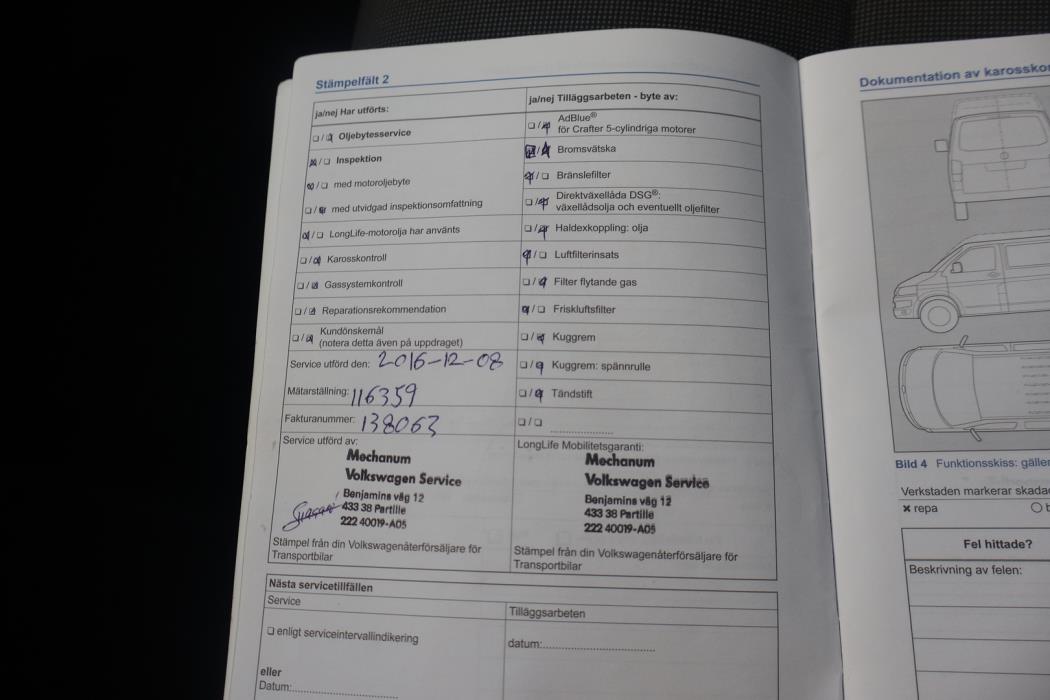 Stämpelfält 2
ja/nej Har utförts:
❏ / ❏ Oljebytesservice
❏ / ❏ Inspektion
❏ / ❏ med motoroljebyte
❏ / ❏ med utvidgad inspektionsomfattning
❏ / ❏ LongLife-motorolja har använts
❏ / ❏ Karosskontroll
❏ / ❏ Gassystemkontroll
❏ / ❏ Reparationsrekommendation
❏ / ❏ Kundönskemål
(notera detta även på uppdraget)
Service utförd den: 2016-12-08
Mätarställning: 116359
Fakturanummer: 138063
Service utförd av:
Mechanum
Volkswagen Service
Benjamins väg 12
433 38 Partille
222 40019-A05
Stämpel från din Volkswagenåterförsäljare för
Transportbilar
ja/nej Tilläggsarbeten - byte av:
❏ / ❏ AdBlue®
för Crafter 5-cylindriga motorer
❏ / ❏ Bromsvätska
❏ / ❏ Bränslefilter
❏ / ❏ Direktväxellåda DSG®:
växellådsolja och eventuellt oljefilter
❏ / ❏ Haldexkoppling: olja
❏ / ❏ Luftfilterinsats
❏ / ❏ Filter flytande gas
❏ / ❏ Friskluftsfilter
❏ / ❏ Kuggrem
❏ / ❏ Kuggrem: spännrulle
❏ / ❏ Tändstift
❏ / ❏
LongLife Mobilitetsgaranti:
Mechanum
Volkswagen Service
Benjamins väg 12
433 38 Partille
222 40019-A05
Stämpel från din Volkswagenåterförsäljare för
Transportbilar
Nästa servicetillfällen
Service
❏ enligt serviceintervallindikering
eller
Datum:
Tilläggsarbeten
datum:
Dokumentation av
Bild 4 Funktionsskiss:
Verkstaden markerar
× repa
Fel hittade?
Beskrivning av felen: